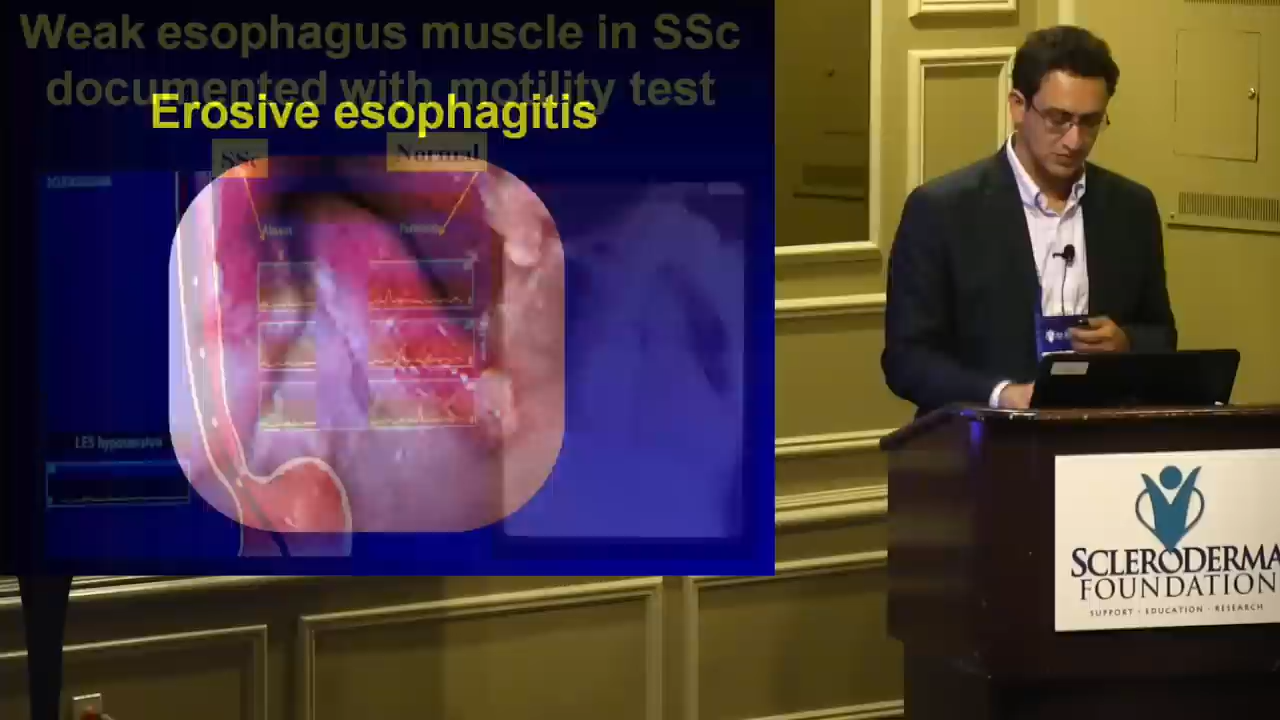 Weak esophagus muscle in SSc
documented with motility test
Erosive esophagitis
SSc
Normal
Absent
LES hypotensive
SCLERODERMA
FOUNDATION
SUPPORT · EDUCATION · RESEARCH